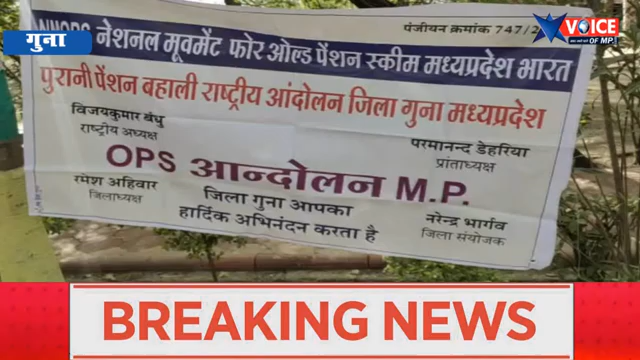 गुना
VOICE
OF MP.
पंजीयन क्रमांक 747/2
नेशनल मूवमेंट फोर ओल्ड पेंशन स्कीम मध्यप्रदेश भारत
पुरानी पेंशन बहाली राष्ट्रीय आंदोलन जिला गुना मध्यप्रदेश
विजयकुमार बंधु
राष्ट्रीय अध्यक्ष
परमानन्द डेहरिया
प्रांताध्यक्ष
OPS आन्दोलन M.P.
रमेश अहिवार
जिलाध्यक्ष
जिला गुना आपका
हार्दिक अभिनंदन करता है
नरेन्द्र भार्गव
जिला संयोजक
BREAKING NEWS